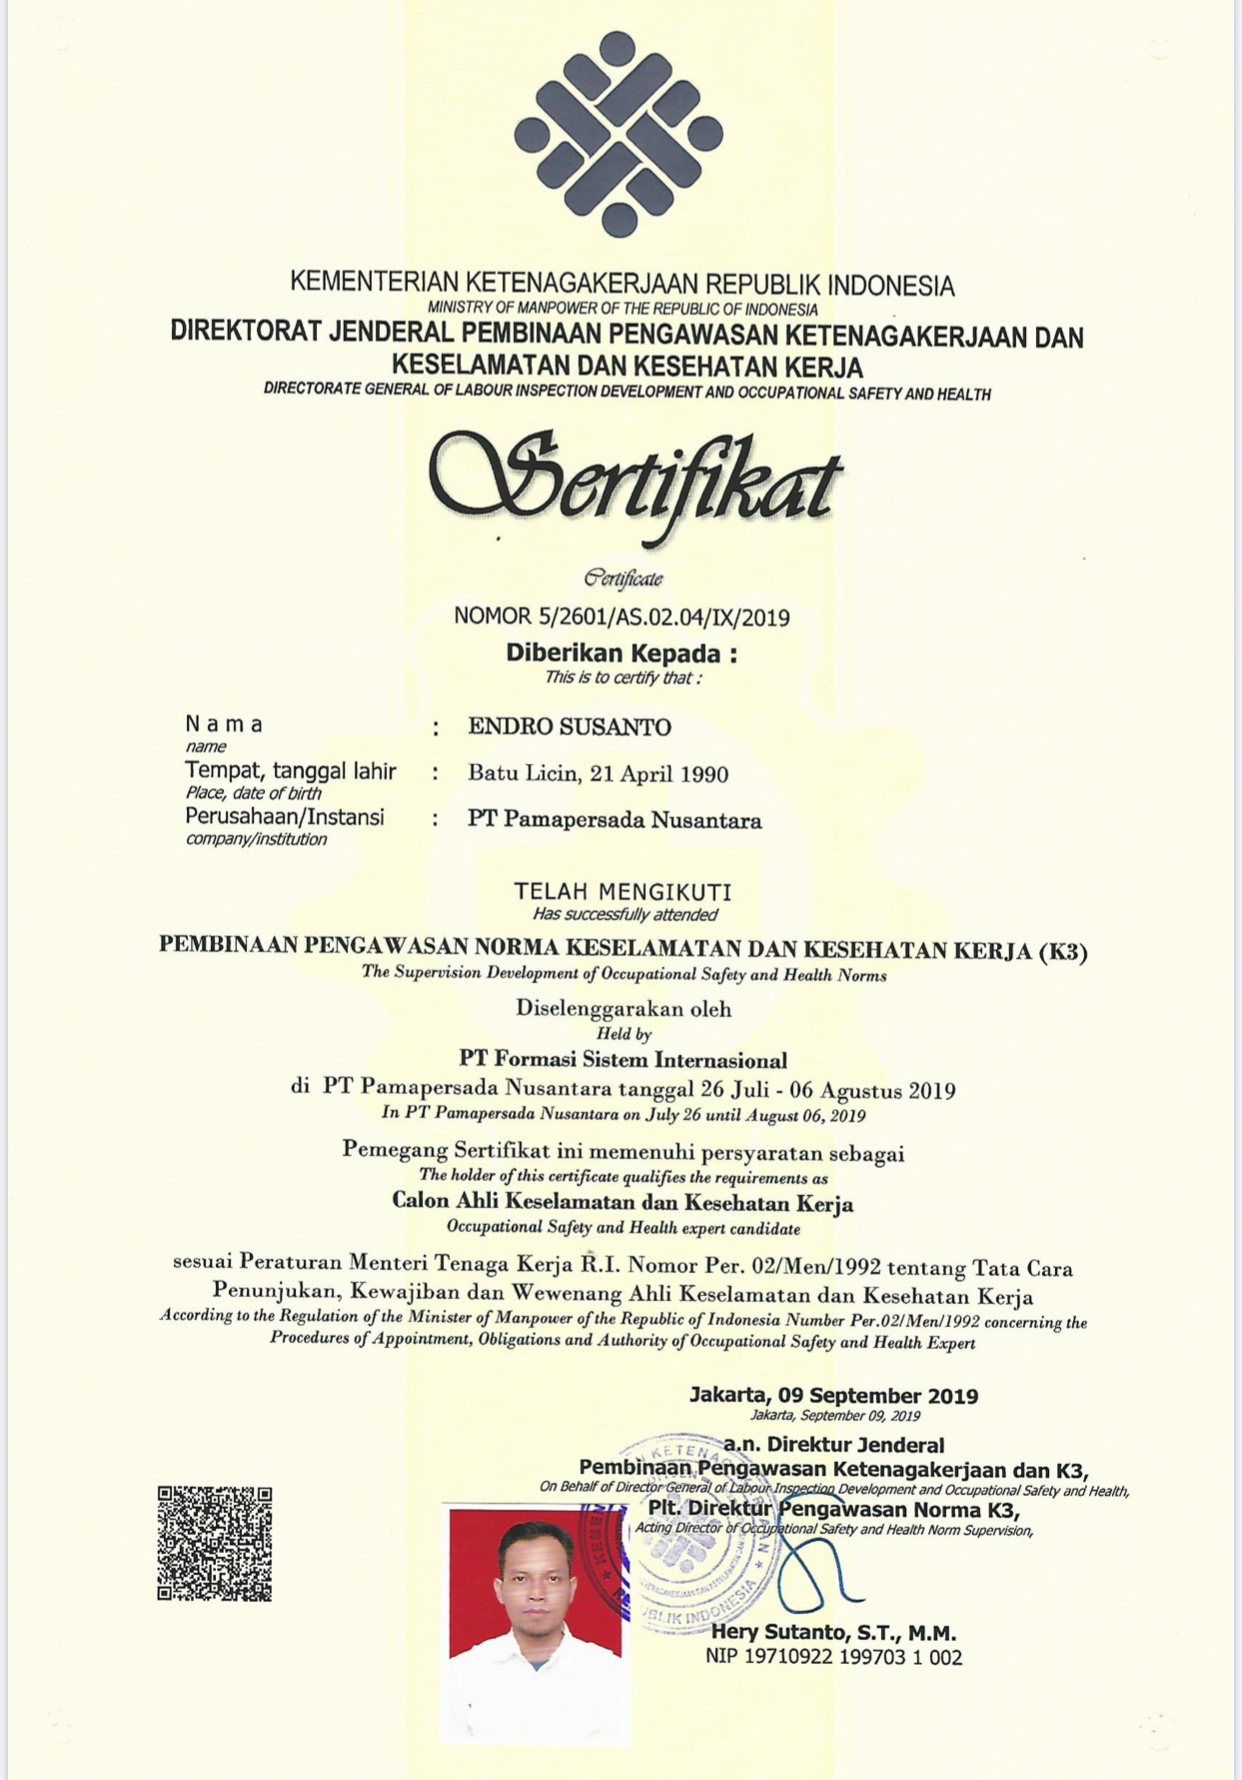 KEMENTERIAN KETENAGAKERJAAN REPUBLIK INDONESIA
MINISTRY OF MANPOWER OF THE REPUBLIC OF INDONESIA
DIREKTORAT JENDERAL PEMBINAAN PENGAWASAN KETENAGAKERJAAN DAN
KESELAMATAN DAN KESEHATAN KERJA
DIRECTORATE GENERAL OF LABOUR INSPECTION DEVELOPMENT AND OCCUPATIONAL SAFETY AND HEALTH
Sertifikat
Certificate
NOMOR 5/2601/AS.02.04/IX/2019
Diberikan Kepada :
This is to certify that :
Nama : ENDRO SUSANTO
name
Tempat, tanggal lahir : Batu Licin, 21 April 1990
Place, date of birth
Perusahaan/Instansi : PT Pamapersada Nusantara
company/institution
TELAH MENGIKUTI
Has successfully attended
PEMBINAAN PENGAWASAN NORMA KESELAMATAN DAN KESEHATAN KERJA (K3)
The Supervision Development of Occupational Safety and Health Norms
Diselenggarakan oleh
Held by
PT Formasi Sistem Internasional
di PT Pamapersada Nusantara tanggal 26 Juli - 06 Agustus 2019
In PT Pamapersada Nusantara on July 26 until August 06, 2019
Pemegang Sertifikat ini memenuhi persyaratan sebagai
The holder of this certificate qualifies the requirements as
Calon Ahli Keselamatan dan Kesehatan Kerja
Occupational Safety and Health expert candidate
sesuai Peraturan Menteri Tenaga Kerja R.I. Nomor Per. 02/Men/1992 tentang Tata Cara
Penunjukan, Kewajiban dan Wewenang Ahli Keselamatan dan Kesehatan Kerja
According to the Regulation of the Minister of Manpower of the Republic of Indonesia Number Per.02/Men/1992 concerning the
Procedures of Appointment, Obligations and Authority of Occupational Safety and Health Expert
Jakarta, 09 September 2019
Jakarta, September 09, 2019
a.n. Direktur Jenderal
Pembinaan Pengawasan Ketenagakerjaan dan K3,
On Behalf of Director General of Labour Inspection Development and Occupational Safety and Health,
Plt. Direktur Pengawasan Norma K3,
Acting Director of Occupational Safety and Health Norm Supervision,
Hery Sutanto, S.T., M.M.
NIP 19710922 199703 1 002